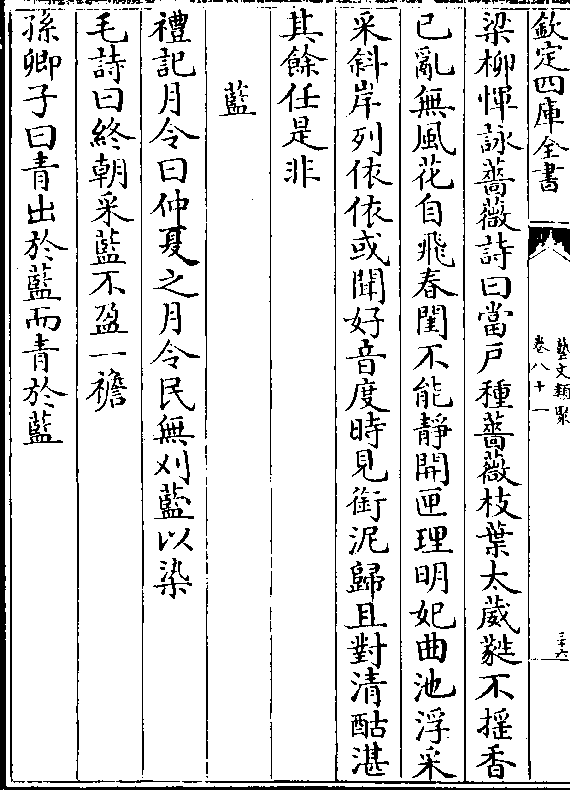 欽定四庫全書
藝文類聚
卷八十一
三十六
梁柳惲詠薔薇詩曰當戶種薔薇枝葉太葳蕤不搖香
已亂無風花自飛春閨不能靜開匣理明妃曲池浮采
采斜岸列依依或聞好音度時見銜泥歸且對清酤湛
其餘任是非
藍
禮記月令曰仲夏之月令民無刈藍以染
毛詩曰終朝采藍不盈一襜
孫卿子曰青出於藍而青於藍